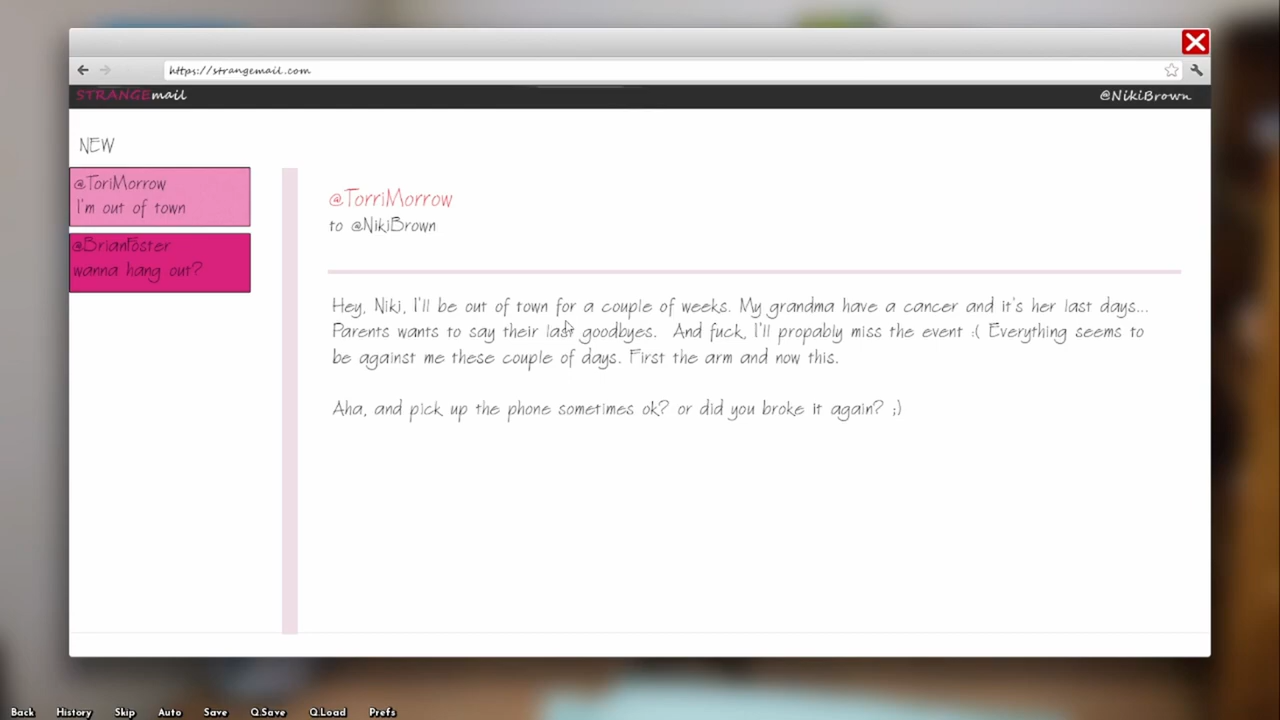 https://strangemail.com
STRANGEmail
@NikiBrown
NEW
@ToriMorrow
I'm out of town
@BrianFoster
wanna hang out?
@TorriMorrow
to @NikiBrown
Hey, Niki, I'll be out of town for a couple of weeks. My grandma have a cancer and it's her last days...
Parents wants to say their last goodbyes. And fuck, I'll propably miss the event :( Everything seems to
be against me these couple of days. First the arm and now this.
Aha, and pick up the phone sometimes ok? or did you broke it again? ;)
Back History Skip Auto Save Q.Save Q.Load Prefs